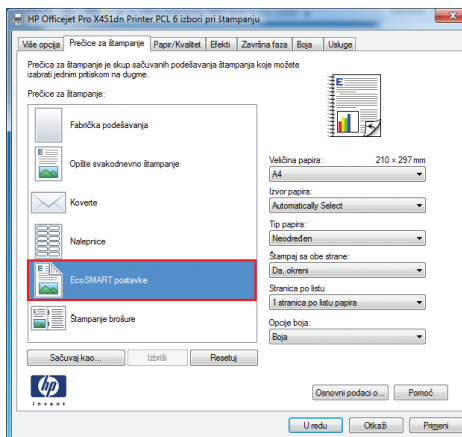 HP Officejet Pro X451dn Printer PCL 6 izbori pri štampanju
Više opcija Prečice za štampanje Papir/Kvalitet Efekti Završna faza Boja Usluge
Prečica za štampanje je skup sačuvanih podešavanja štampanja koje možete
izabrati jednim pritiskom na dugme.
Prečice za štampanje:
Fabrička podešavanja
Opšte svakodnevno štampanje
Koverte
Nalepnice
EcoSMART postavke
Štampanje brošure
Sačuvaj kao... Izbriši Resetuj
E
Veličina papira: 210 × 297 mm
A4
Izvor papira:
Automatically Select
Tip papira:
Neodređen
Štampaj sa obe strane:
Da, okreni
Stranica po listu
1 stranica po listu papira
Opcije boja:
Boja
hp
invent
Osnovni podaci o... Pomoć
U redu Otkaži Primeni